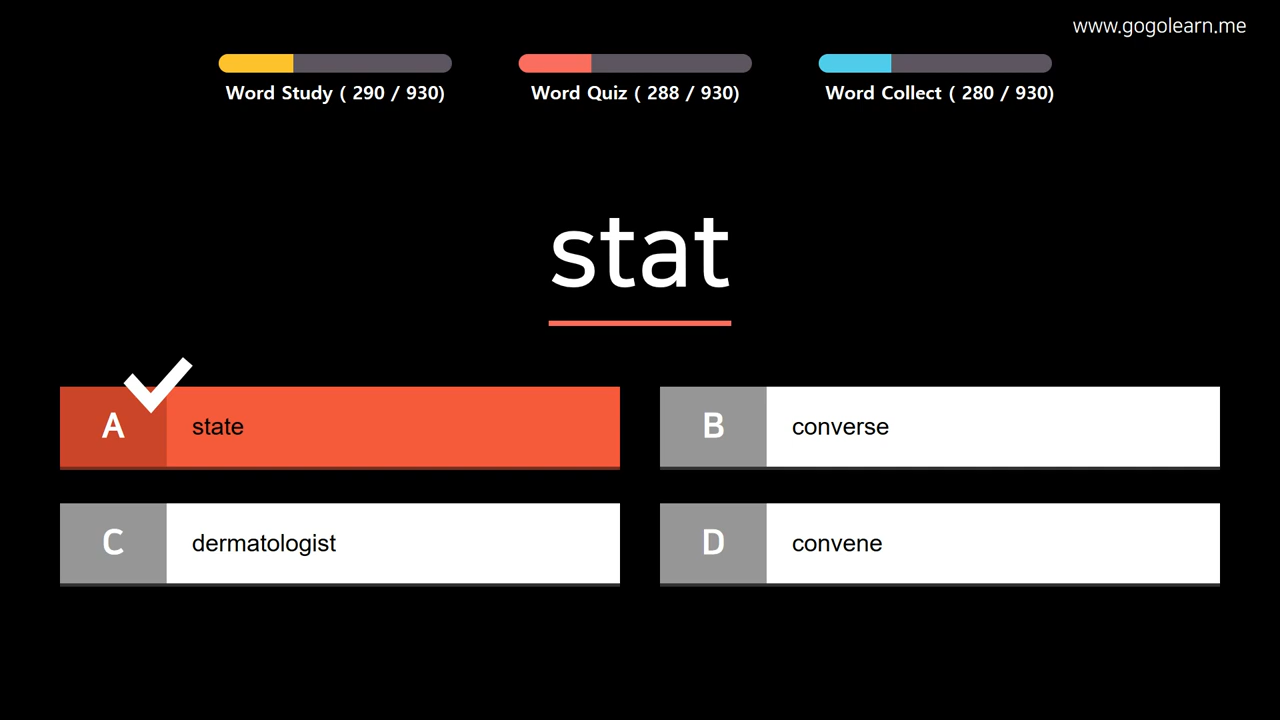 www.gogolearn.me
Word Study ( 290 / 930)
Word Quiz ( 288 / 930)
Word Collect ( 280 / 930)
stat
A state
B converse
C dermatologist
D convene